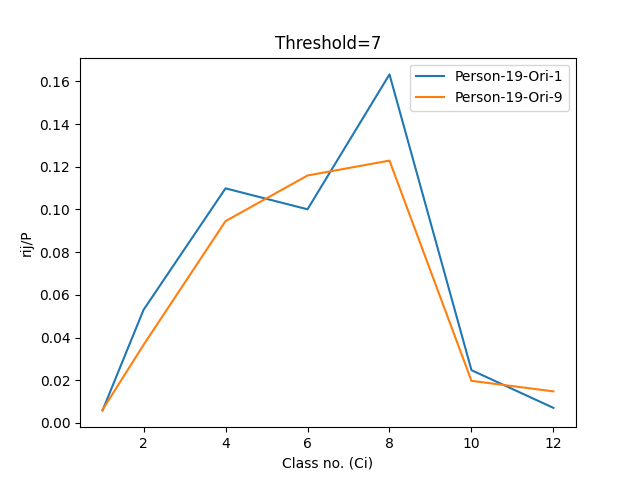 Threshold=7
Person-19-Ori-1
Person-19-Ori-9
rij/P
0.16
0.14
0.12
0.10
0.08
0.06
0.04
0.02
0.00
2 4 6 8 10 12
Class no. (Ci)